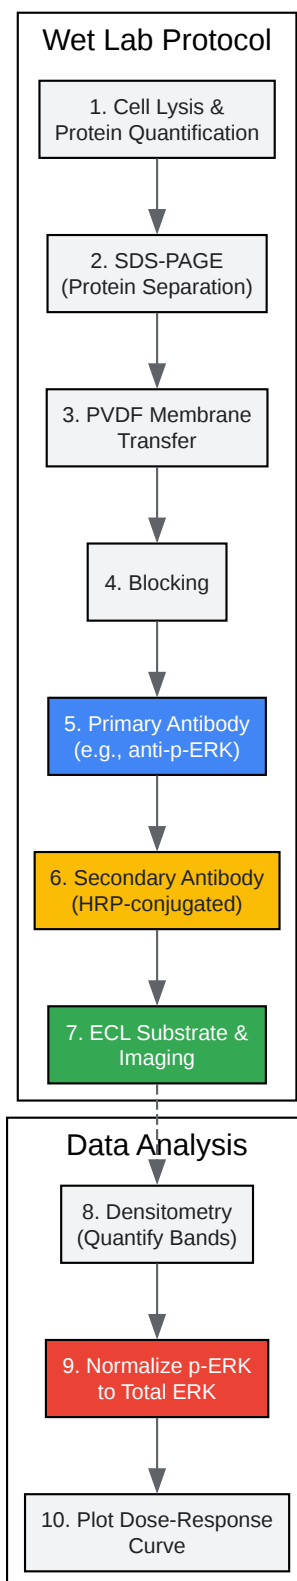 Wet Lab Protocol
1. Cell Lysis &
Protein Quantification
2. SDS-PAGE
(Protein Separation)
3. PVDF Membrane
Transfer
4. Blocking
5. Primary Antibody
(e.g., anti-p-ERK)
6. Secondary Antibody
(HRP-conjugated)
7. ECL Substrate &
Imaging
Data Analysis
8. Densitometry
(Quantify Bands)
9. Normalize p-ERK
to Total ERK
10. Plot Dose-Response
Curve